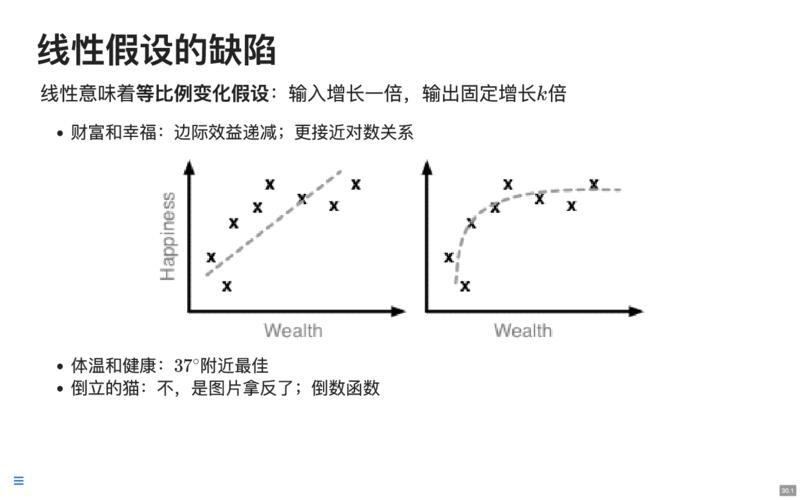 线性假设的缺陷
线性意味着等比例变化假设：输入增长一倍，输出固定增长k倍
• 财富和幸福：边际效益递减；更接近对数关系
Happiness
Wealth
Wealth
• 体温和健康：37°附近最佳
• 倒立的猫：不，是图片拿反了；倒数函数
30.1